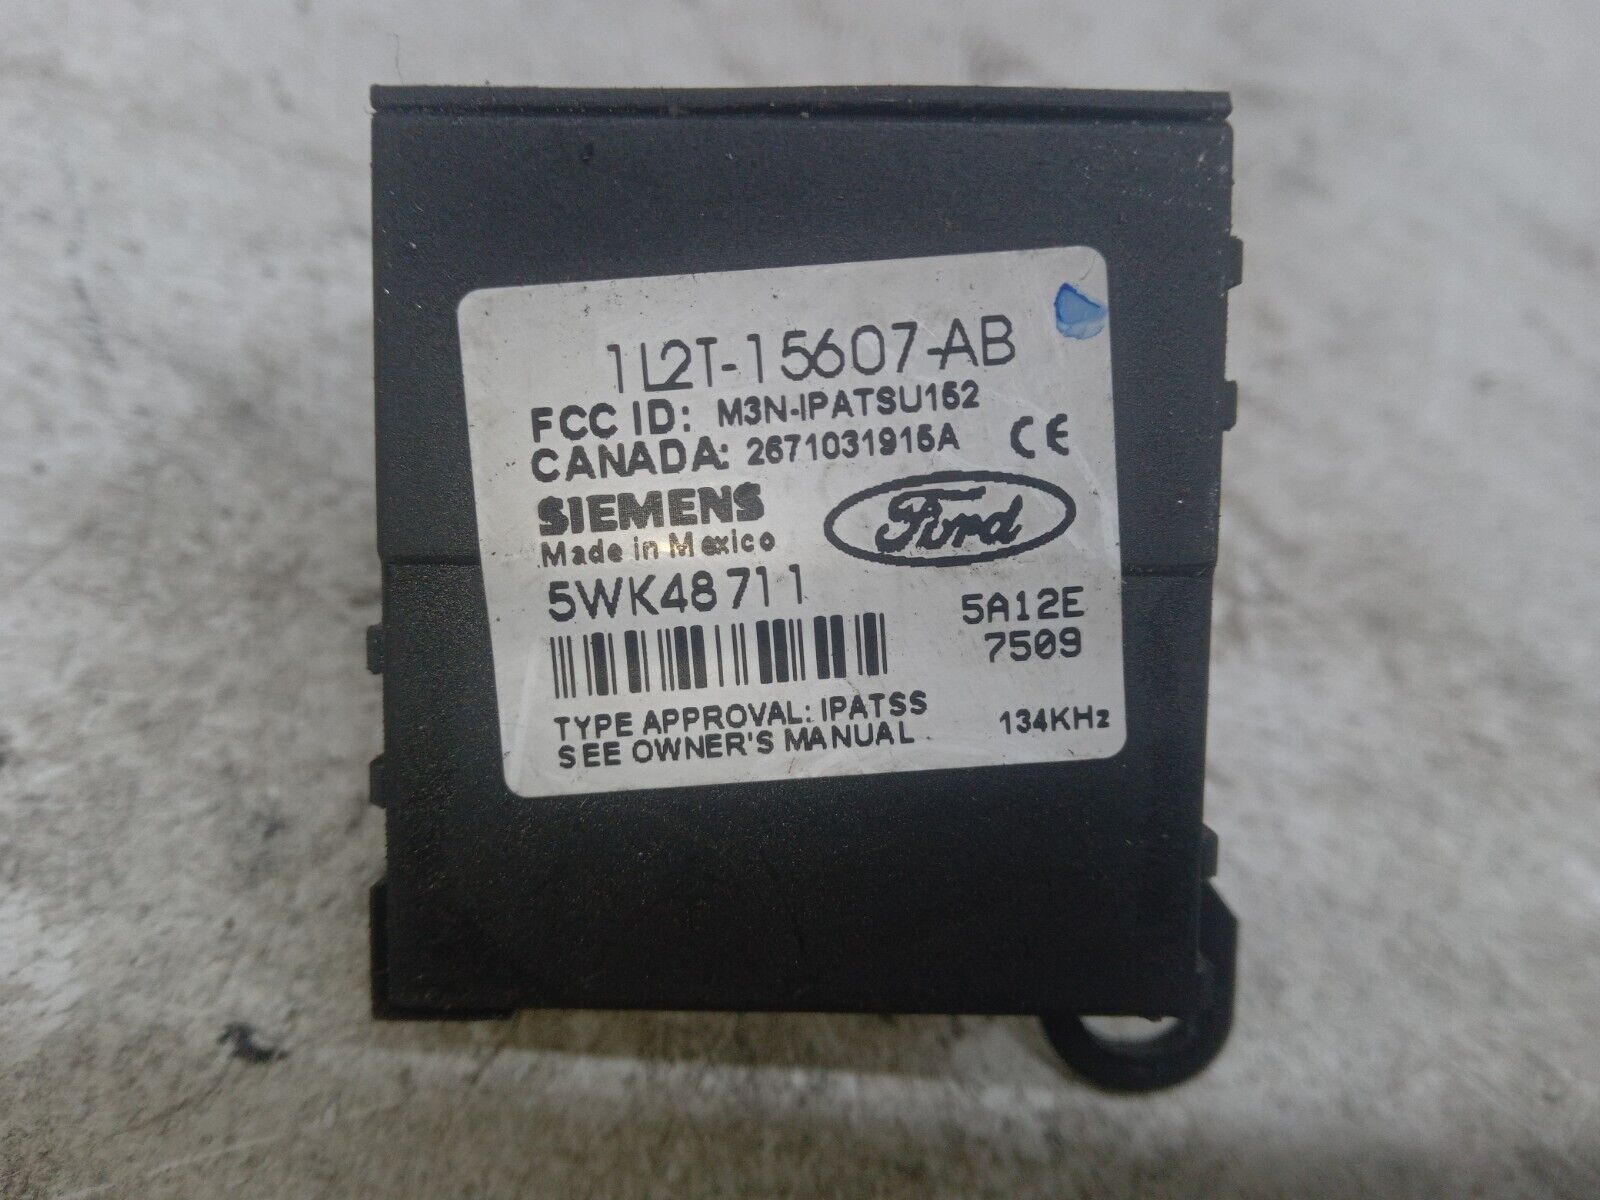 1L2T-15607-AB
FCC ID: M3N-IPATSU152
CANADA: 2671031915A CE
SIEMENS Ford
Made in Mexico
5WK48711
5A12E
7509
TYPE APPROVAL: IPATSS
SEE OWNER'S MANUAL
134KHz